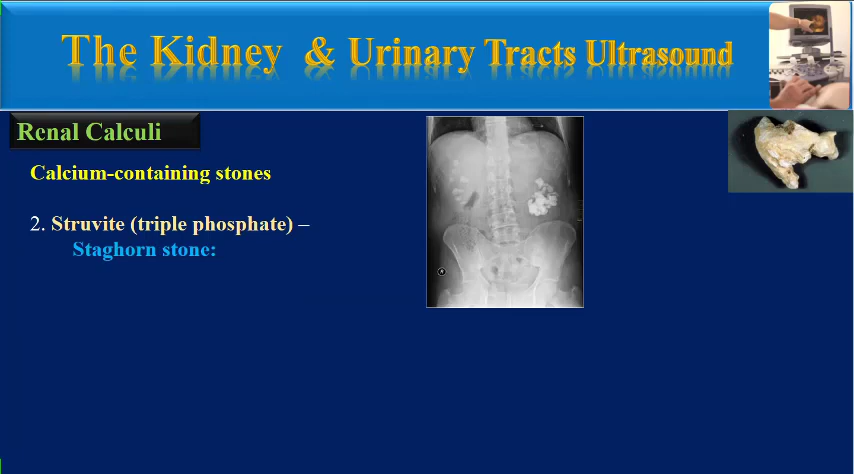 The Kidney & Urinary Tracts Ultrasound
Renal Calculi
Calcium-containing stones
2. Struvite (triple phosphate) –
Staghorn stone:
R